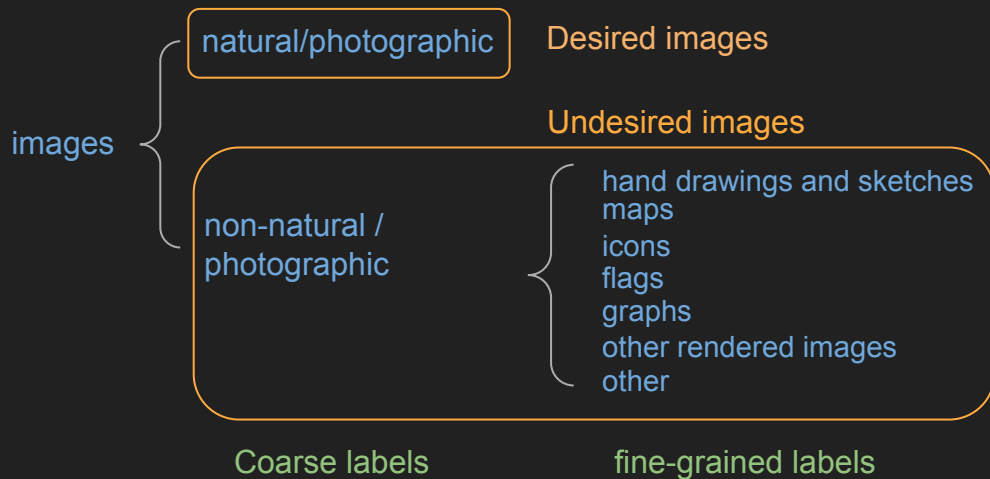 natural/photographic
Desired images
images
Undesired images
non-natural /
photographic
hand drawings and sketches
maps
icons
flags
graphs
other rendered images
other
Coarse labels
fine-grained labels